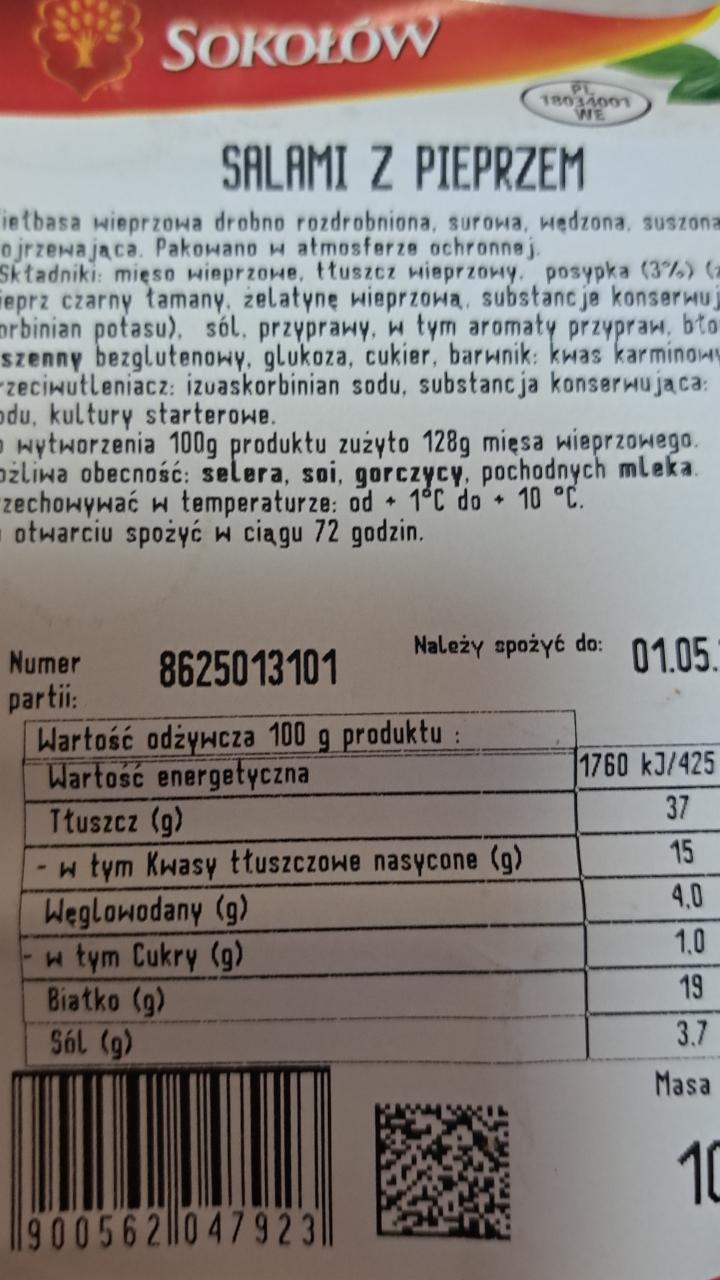 SOKOŁÓW
PL
18034001
WE
SALAMI Z PIEPRZEM
iełbasa wieprzowa drobno rozdrobniona, surowa, wędzona, suszona
ojrzewająca. Pakowano w atmosferze ochronnej.
Składniki: mięso wieprzowe, tłuszcz wieprzowy, posypka (3%) (z
ieprz czarny łamany, żelatynę wieprzową, substancje konserwuj
orbinian potasu), sól, przyprawy, w tym aromaty przypraw, bło
szenny bezglutenowy, glukoza, cukier, barwnik: kwas karminowy
rzeciwutleniacz: izoaskorbinian sodu, substancja konserwująca:
odu, kultury starterowe.
o wytworzenia 100g produktu zużyto 128g mięsa wieprzowego.
ożliwa obecność: selera, soi, gorczycy, pochodnych mleka.
rzechowywać w temperaturze: od + 1°C do + 10 °C.
otwarciu spożyć w ciągu 72 godzin.
Numer partii: 8625013101
Należy spożyć do: 01.05.
Wartość odżywcza 100 g produktu :
Wartość energetyczna 1760 kJ/425
Tłuszcz (g) 37
- w tym Kwasy tłuszczowe nasycone (g) 15
Węglowodany (g) 4.0
- w tym Cukry (g) 1.0
Białko (g) 19
Sól (g) 3.7
Masa
10
900562 047923